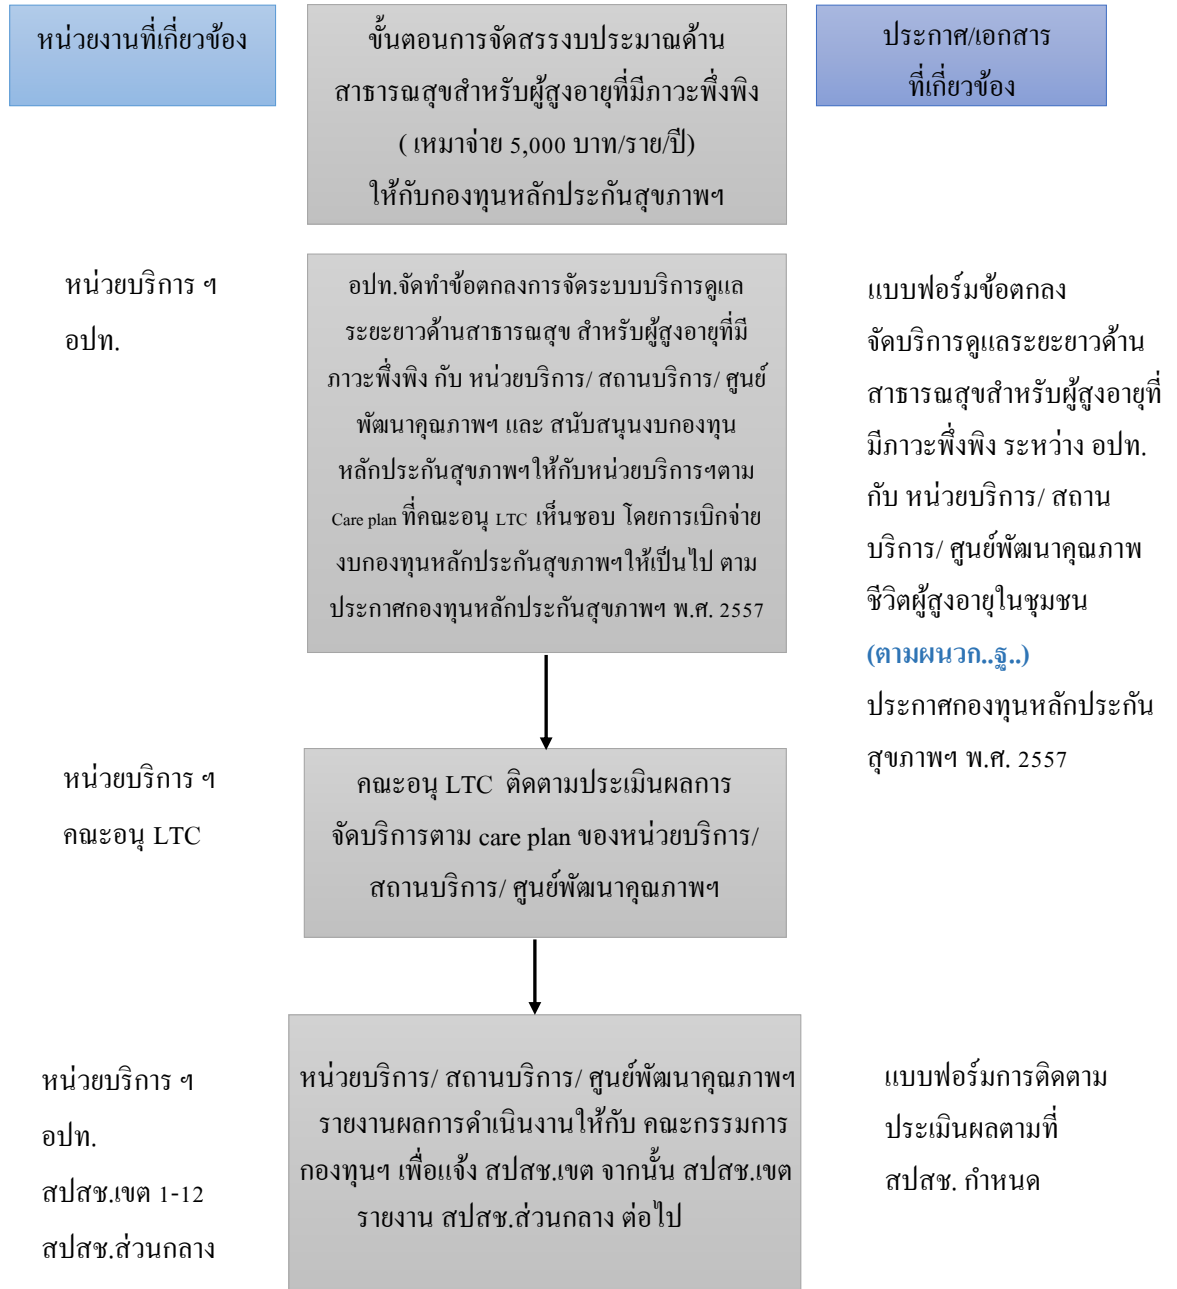 หน่วยงานที่เกี่ยวข้อง
ขั้นตอนการจัดสรรงบประมาณด้าน
สาธารณสุขสำหรับผู้สูงอายุที่มีภาวะพึ่งพิง
( เหมาจ่าย 5,000 บาท/ราย/ปี)
ให้กับกองทุนหลักประกันสุขภาพฯ
ประกาศ/เอกสาร
ที่เกี่ยวข้อง
หน่วยบริการ ฯ
อปท.
อปท.จัดทำข้อตกลงการจัดระบบบริการดูแล
ระยะยาวด้านสาธารณสุข สำหรับผู้สูงอายุที่มี
ภาวะพึ่งพิง กับ หน่วยบริการ/ สถานบริการ/ ศูนย์
พัฒนาคุณภาพฯ และ สนับสนุนงบกองทุน
หลักประกันสุขภาพฯให้กับหน่วยบริการฯตาม
Care plan ที่คณะอนุ LTC เห็นชอบ โดยการเบิกจ่าย
งบกองทุนหลักประกันสุขภาพฯให้เป็นไป ตาม
ประกาศกองทุนหลักประกันสุขภาพฯ พ.ศ. 2557
แบบฟอร์มข้อตกลง
จัดบริการดูแลระยะยาวด้าน
สาธารณสุขสำหรับผู้สูงอายุที่
มีภาวะพึ่งพิง ระหว่าง อปท.
กับ หน่วยบริการ/ สถาน
บริการ/ ศูนย์พัฒนาคุณภาพ
ชีวิตผู้สูงอายุในชุมชน
(ตามผนวก..ฐ..)
ประกาศกองทุนหลักประกัน
สุขภาพฯ พ.ศ. 2557
หน่วยบริการ ฯ
คณะอนุ LTC
คณะอนุ LTC ติดตามประเมินผลการ
จัดบริการตาม care plan ของหน่วยบริการ/
สถานบริการ/ ศูนย์พัฒนาคุณภาพฯ
หน่วยบริการ ฯ
อปท.
สปสช.เขต 1-12
สปสช.ส่วนกลาง
หน่วยบริการ/ สถานบริการ/ ศูนย์พัฒนาคุณภาพฯ
รายงานผลการดำเนินงานให้กับ คณะกรรมการ
กองทุนฯ เพื่อแจ้ง สปสช.เขต จากนั้น สปสช.เขต
รายงาน สปสช.ส่วนกลาง ต่อไป
แบบฟอร์มการติดตาม
ประเมินผลตามที่
สปสช. กำหนด